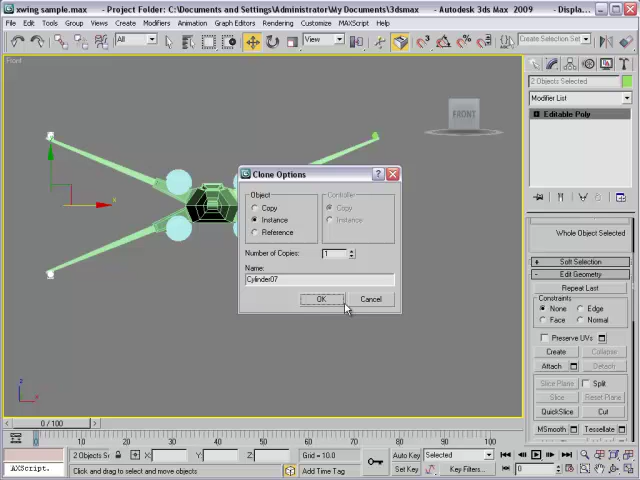 xwing sample.max - Project Folder: C:\Documents and Settings\Administrator\My Documents\3dsmax - Autodesk 3ds Max 2009 - Displa...
File Edit Tools Group Views Create Modifiers Animation Graph Editors Rendering Customize MAXScript Help
All
View
Create Selection Set
Front
FRONT
2 Objects Selected
Modifier List
Editable Poly
Clone Options
Object
Copy
Instance
Reference
Controller
Copy
Instance
Number of Copies: 1
Name:
Cylinder07
OK Cancel
Whole Object Selected
+ Soft Selection
- Edit Geometry
Repeat Last
Constraints
None Edge
Face Normal
Preserve UVs
Create Collapse
Attach Detach
Slice Plane Split
Slice Reset Plane
QuickSlice Cut
MSmooth Tessellate
x
z
x
0 / 100
0 10 20 30 40 50 60 70 80 90 100
2 Objects Selected X: Y: Z: Grid = 10.0
AXScript. Click and drag to select and move objects Add Time Tag
Auto Key Selected
Set Key Key Filters...
0